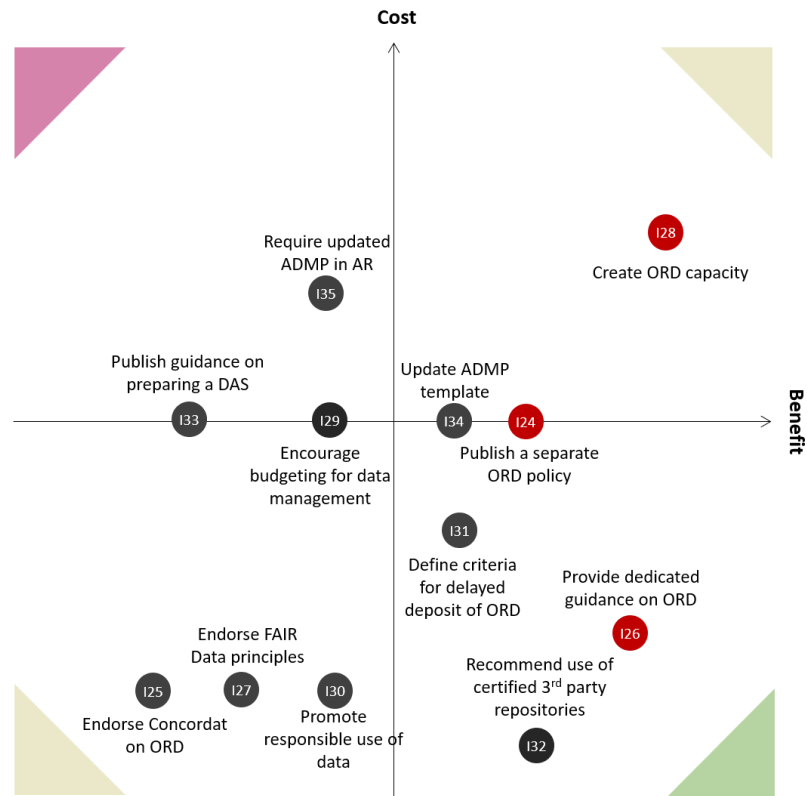 Cost
I28
Create ORD capacity
Require updated
ADMP in AR
I35
Publish guidance on
preparing a DAS
I33
I29
Encourage
budgeting for data
management
Update ADMP
template
I34
I24
Publish a separate
ORD policy
Benefit
I31
Define criteria
for delayed
deposit of ORD
Provide dedicated
guidance on ORD
I26
Endorse FAIR
Data principles
I25
I27
I30
Endorse Concordat
on ORD
Promote
responsible use of
data
Recommend use of
certified 3rd party
repositories
I32